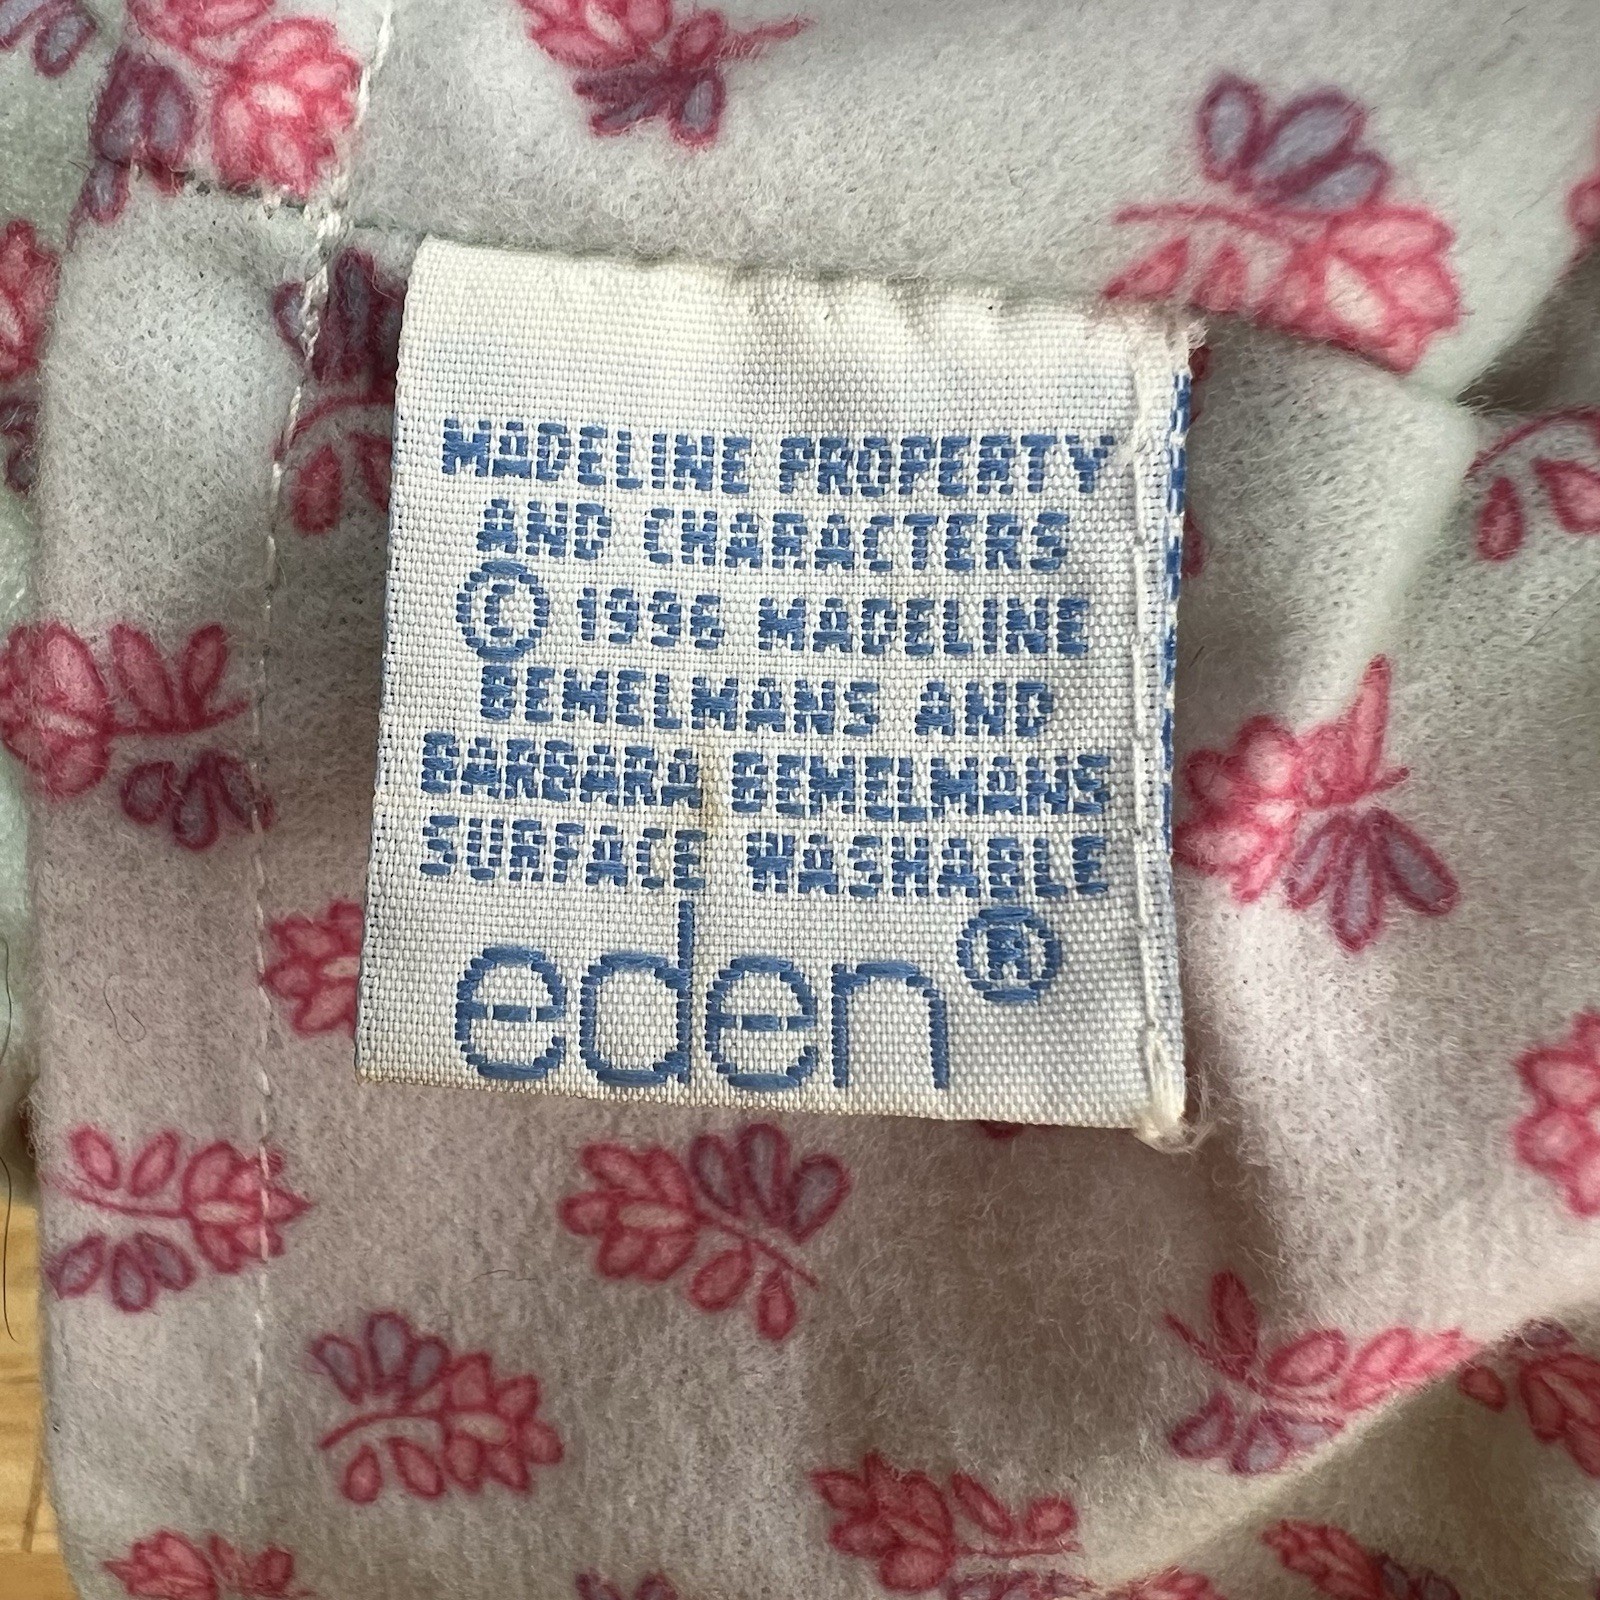 MADELINE PROPERTY
AND CHARACTERS
© 1996 MADELINE
BEMELMANS AND
BARBARA BEMELMANS
SURFACE WASHABLE
eden®